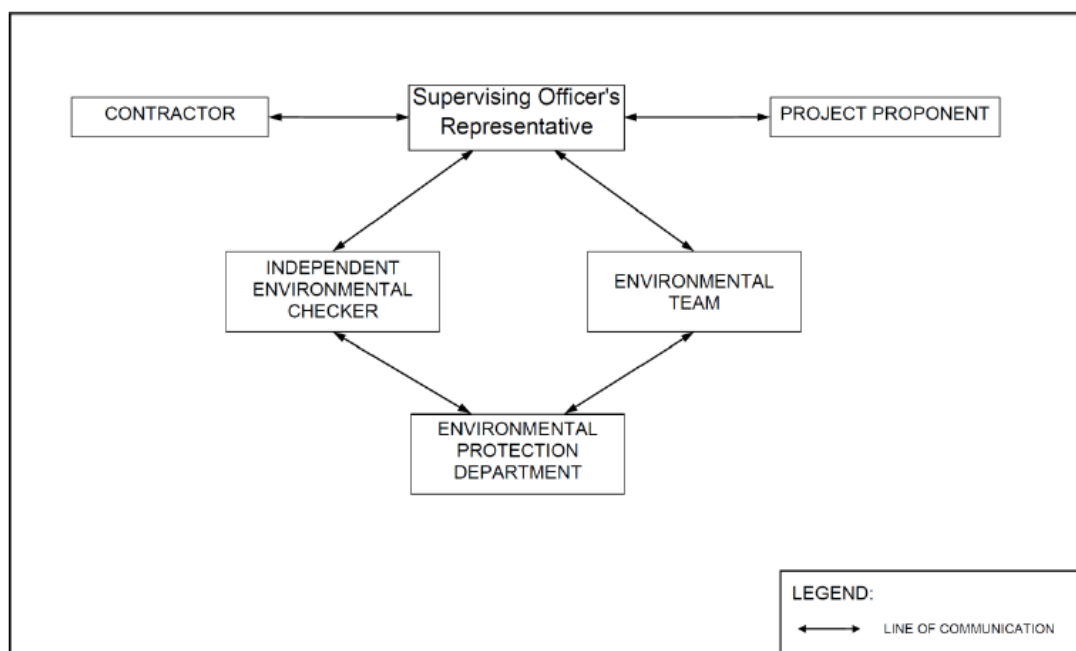 CONTRACTOR
Supervising Officer's
Representative
PROJECT PROPONENT
INDEPENDENT
ENVIRONMENTAL
CHECKER
ENVIRONMENTAL
TEAM
ENVIRONMENTAL
PROTECTION
DEPARTMENT
LEGEND:
LINE OF COMMUNICATION